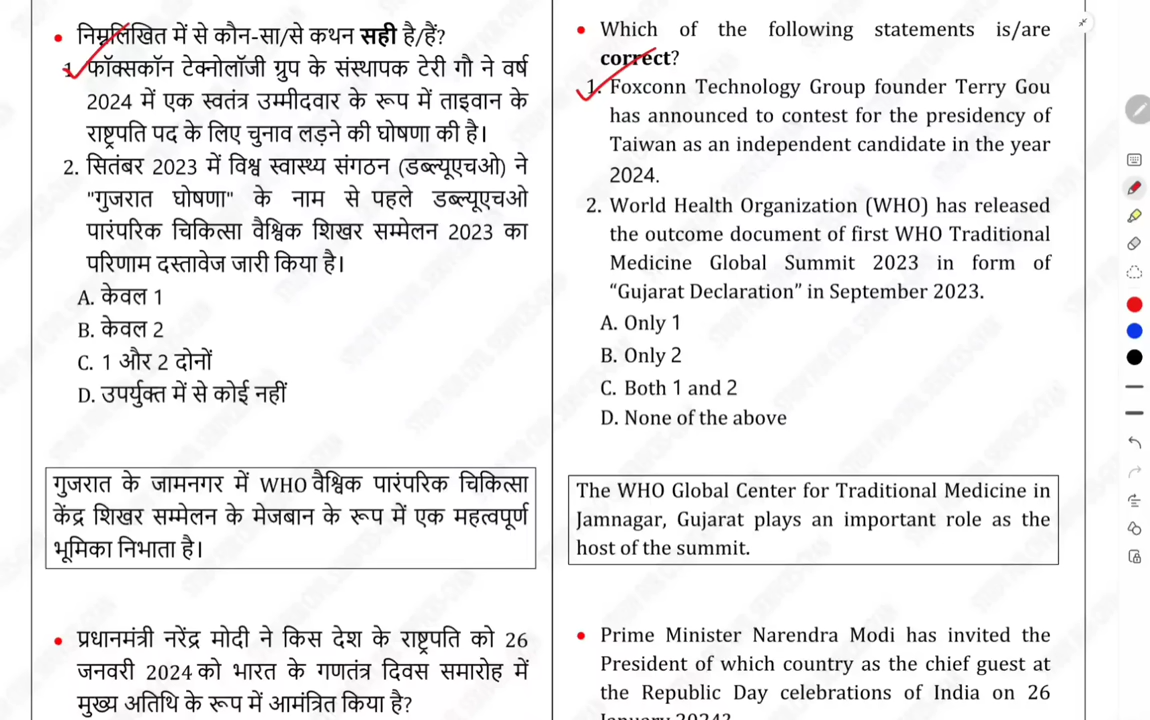 • निम्नलिखित में से कौन-सा/से कथन सही है/हैं?
1. फॉक्सकॉन टेक्नोलॉजी ग्रुप के संस्थापक टेरी गौ ने वर्ष
2024 में एक स्वतंत्र उम्मीदवार के रूप में ताइवान के
राष्ट्रपति पद के लिए चुनाव लड़ने की घोषणा की है।
2. सितंबर 2023 में विश्व स्वास्थ्य संगठन (डब्ल्यूएचओ) ने
"गुजरात घोषणा" के नाम से पहले डब्ल्यूएचओ
पारंपरिक चिकित्सा वैश्विक शिखर सम्मेलन 2023 का
परिणाम दस्तावेज जारी किया है।
A. केवल 1
B. केवल 2
C. 1 और 2 दोनों
D. उपर्युक्त में से कोई नहीं
गुजरात के जामनगर में WHO वैश्विक पारंपरिक चिकित्सा
केंद्र शिखर सम्मेलन के मेजबान के रूप में एक महत्वपूर्ण
भूमिका निभाता है।
• प्रधानमंत्री नरेंद्र मोदी ने किस देश के राष्ट्रपति को 26
जनवरी 2024 को भारत के गणतंत्र दिवस समारोह में
मुख्य अतिथि के रूप में आमंत्रित किया है?
• Which of the following statements is/are
correct?
1. Foxconn Technology Group founder Terry Gou
has announced to contest for the presidency of
Taiwan as an independent candidate in the year
2024.
2. World Health Organization (WHO) has released
the outcome document of first WHO Traditional
Medicine Global Summit 2023 in form of
“Gujarat Declaration” in September 2023.
A. Only 1
B. Only 2
C. Both 1 and 2
D. None of the above
The WHO Global Center for Traditional Medicine in
Jamnagar, Gujarat plays an important role as the
host of the summit.
• Prime Minister Narendra Modi has invited the
President of which country as the chief guest at
the Republic Day celebrations of India on 26
January 2024?